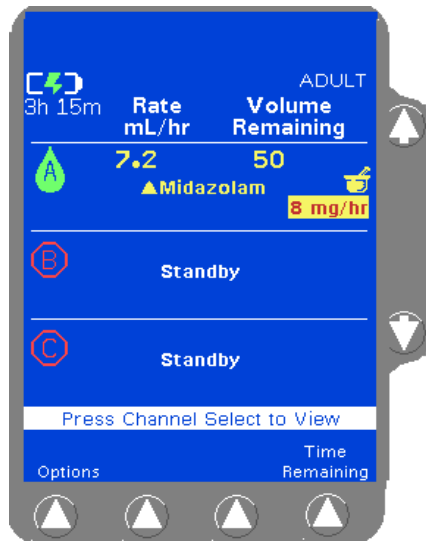 ADULT
3h 15m
Rate Volume
mL/hr Remaining
A
7.2 50
▲Midazolam
8 mg/hr
B
Standby
C
Standby
Press Channel Select to View
Time
Options Remaining